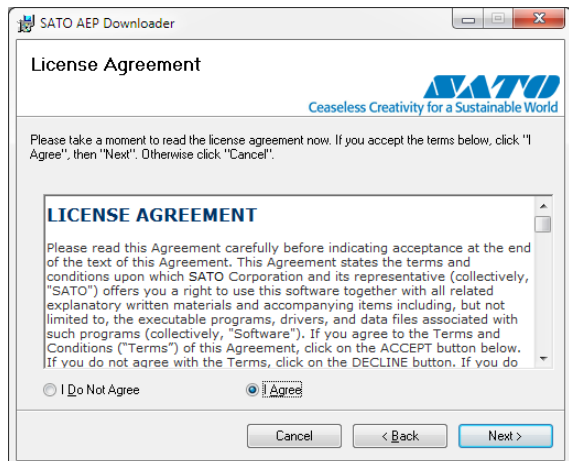 SATO AEP Downloader
License Agreement
SATO
Ceaseless Creativity for a Sustainable World
Please take a moment to read the license agreement now. If you accept the terms below, click "I
Agree", then "Next". Otherwise click "Cancel".
LICENSE AGREEMENT
Please read this Agreement carefully before indicating acceptance at the end
of the text of this Agreement. This Agreement states the terms and
conditions upon which SATO Corporation and its representative (collectively,
"SATO") offers you a right to use this software together with all related
explanatory written materials and accompanying items including, but not
limited to, the executable programs, drivers, and data files associated with
such programs (collectively, "Software"). If you agree to the Terms and
Conditions ("Terms") of this Agreement, click on the ACCEPT button below.
If you do not agree with the Terms, click on the DECLINE button. If you do
I Do Not Agree
I Agree
Cancel
< Back
Next >